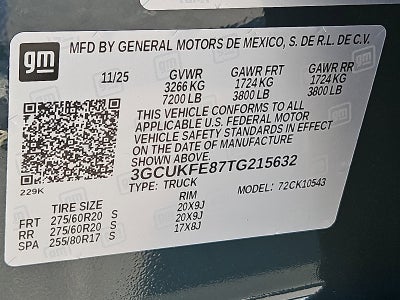 gm
MFD BY GENERAL MOTORS DE MEXICO, S. DE R.L. DE C.V.
11/25 GVWR GAWR FRT GAWR RR
3266 KG 1724 KG 1724 KG
7200 LB 3800 LB 3800 LB
THIS VEHICLE CONFORMS TO ALL
APPLICABLE U.S. FEDERAL MOTOR
VEHICLE SAFETY STANDARDS IN EFFECT
ON THE DATE OF MANUFACTURE
SHOWN ABOVE.
3GCUKFE87TG215632
229K TYPE: TRUCK MODEL: 72CK10543
TIRE SIZE RIM
FRT 275/60R20 S 20X9J
RR 275/60R20 S 20X9J
SPA 255/80R17 S 17X8J